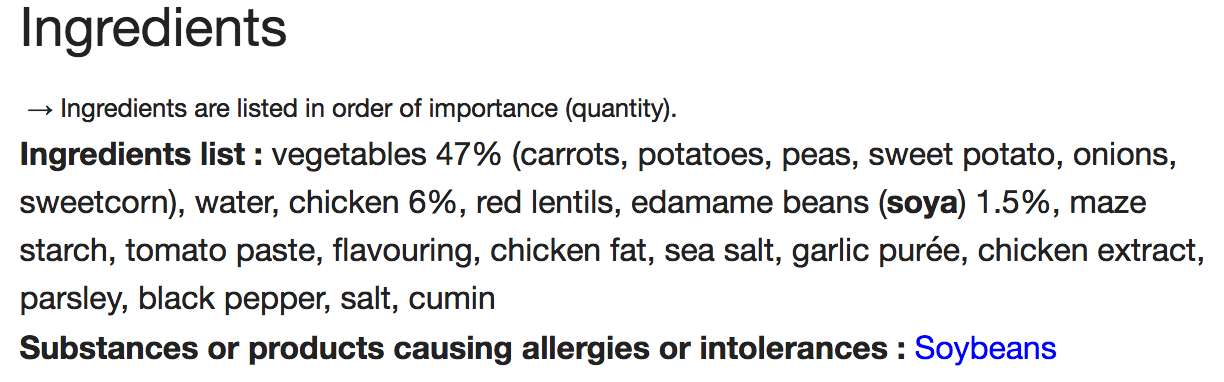 Ingredients
→ Ingredients are listed in order of importance (quantity).
Ingredients list : vegetables 47% (carrots, potatoes, peas, sweet potato, onions,
sweetcorn), water, chicken 6%, red lentils, edamame beans (soya) 1.5%, maze
starch, tomato paste, flavouring, chicken fat, sea salt, garlic purée, chicken extract,
parsley, black pepper, salt, cumin
Substances or products causing allergies or intolerances : Soybeans